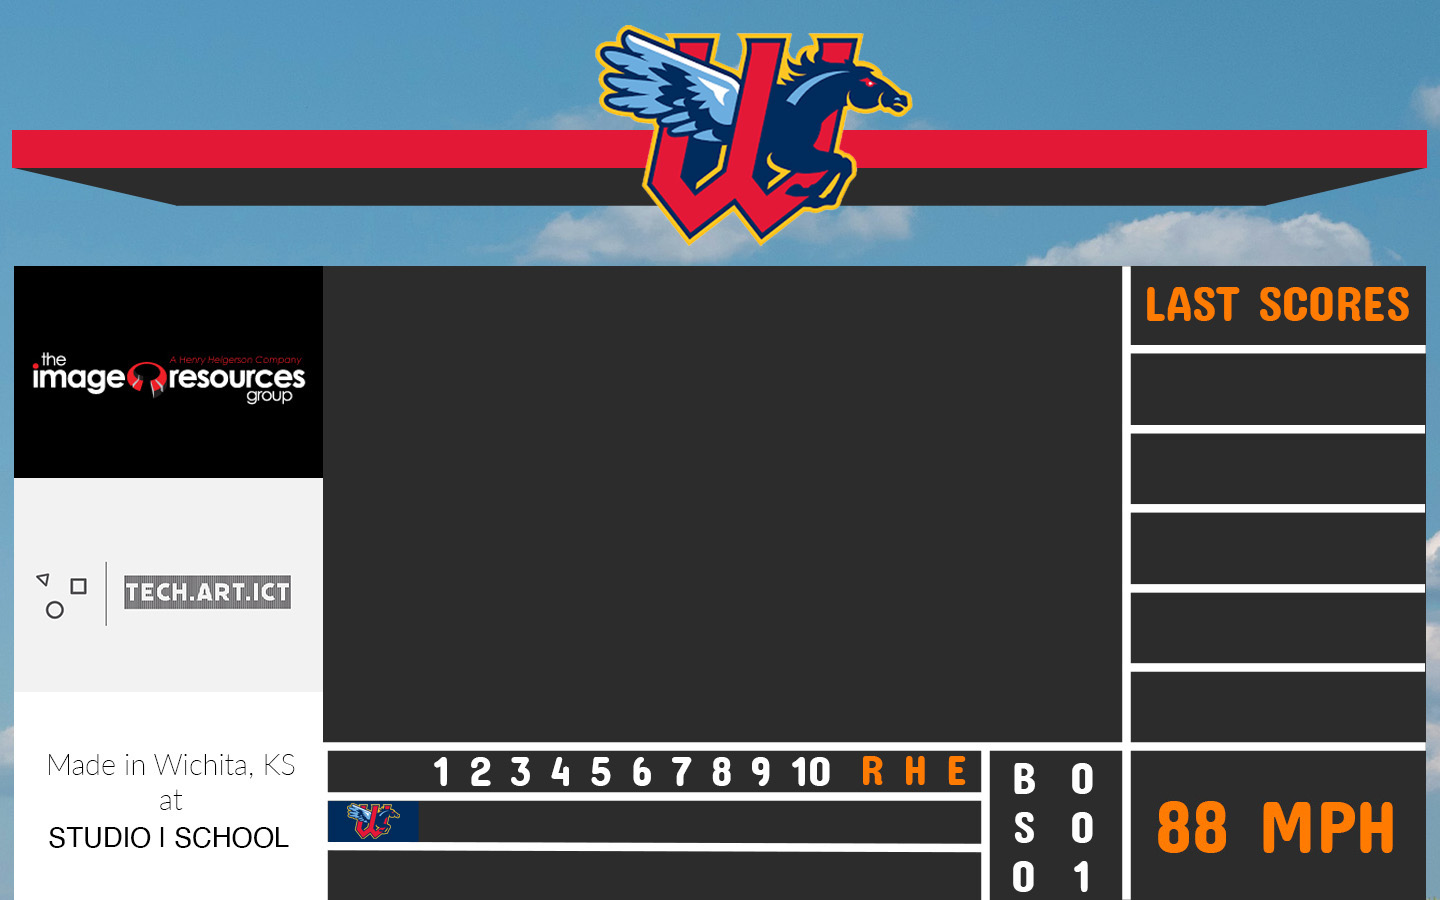 W
the
A Henry Helgerson Company
image resources
group
TECH.ART.ICT
Made in Wichita, KS
at
STUDIO I SCHOOL
LAST SCORES
1 2 3 4 5 6 7 8 9 10 R H E
W
B 0
S 0
O 1
88 MPH